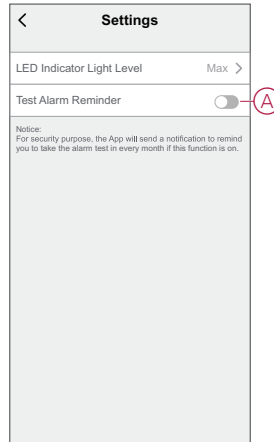 Settings
LED Indicator Light Level Max
Test Alarm Reminder
A
Notice:
For security purpose, the App will send a notification to remind
you to take the alarm test in every month if this function is on.